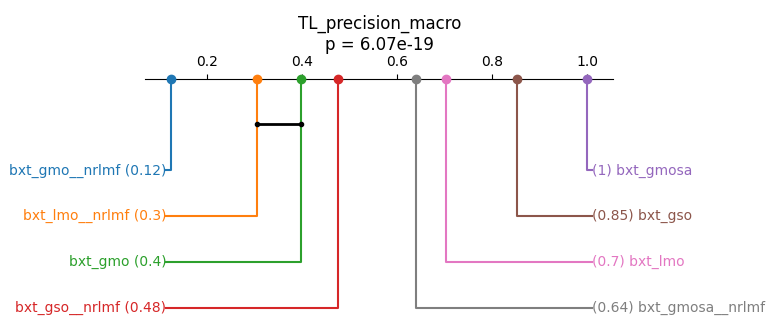 TL_precision_macro
p = 6.07e-19
0.2 0.4 0.6 0.8 1.0
bxt_gmo__nrlmf (0.12) (1) bxt_gmosa
bxt_lmo__nrlmf (0.3) (0.85) bxt_gso
bxt_gmo (0.4) (0.7) bxt_lmo
bxt_gso__nrlmf (0.48) (0.64) bxt_gmosa__nrlmf